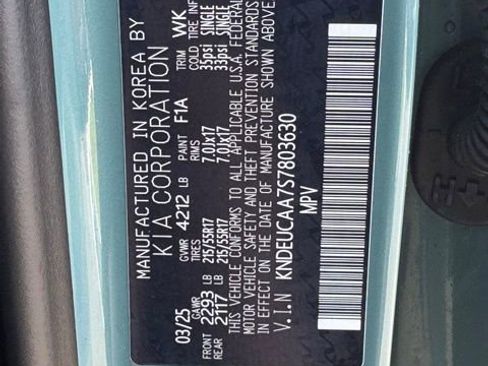 MANUFACTURED IN KOREA BY
KIA CORPORATION
03/25 GVWR 4212 LB PAINT F1A TRIM WK
GAWR TIRES RIMS COLD TIRE INF
FRONT 2293 LB 215/55R17 7.0Jx17 35psi SINGLE
REAR 2117 LB 215/55R17 7.0Jx17 33psi SINGLE
THIS VEHICLE CONFORMS TO ALL APPLICABLE U.S.A. FEDERAL
MOTOR VEHICLE SAFETY AND THEFT PREVENTION STANDARDS
IN EFFECT ON THE DATE OF MANUFACTURE SHOWN ABOVE.
V.I.N KNDEUCAA7S7803630
MPV